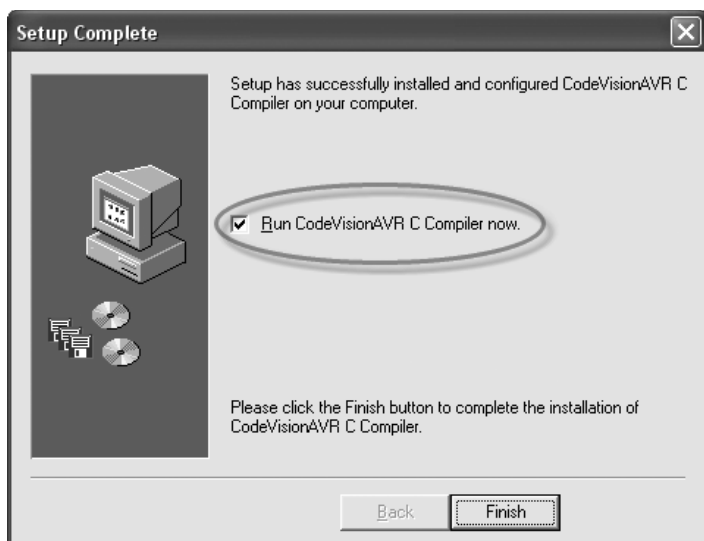 Setup Complete
Setup has successfully installed and configured CodeVisionAVR C
Compiler on your computer.
Run CodeVisionAVR C Compiler now.
Please click the Finish button to complete the installation of
CodeVisionAVR C Compiler.
Back
Finish